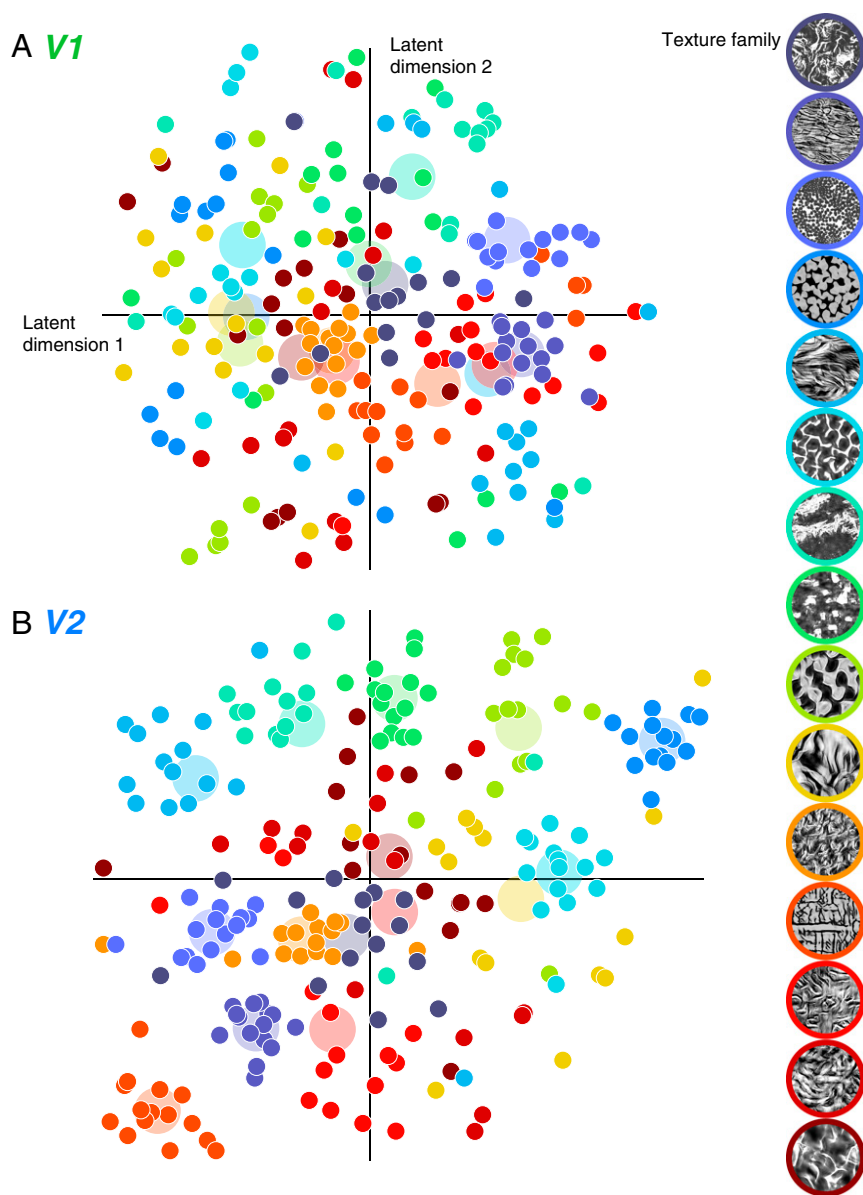 A V1
Latent
dimension 2
Texture family
Latent
dimension 1
B V2